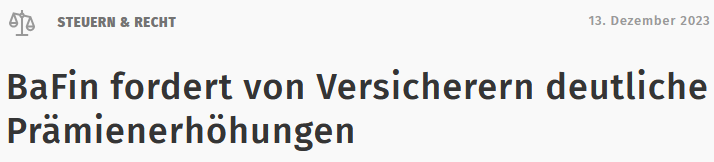 STEUERN & RECHT
13. Dezember 2023
BaFin fordert von Versicherern deutliche
Prämienerhöhungen